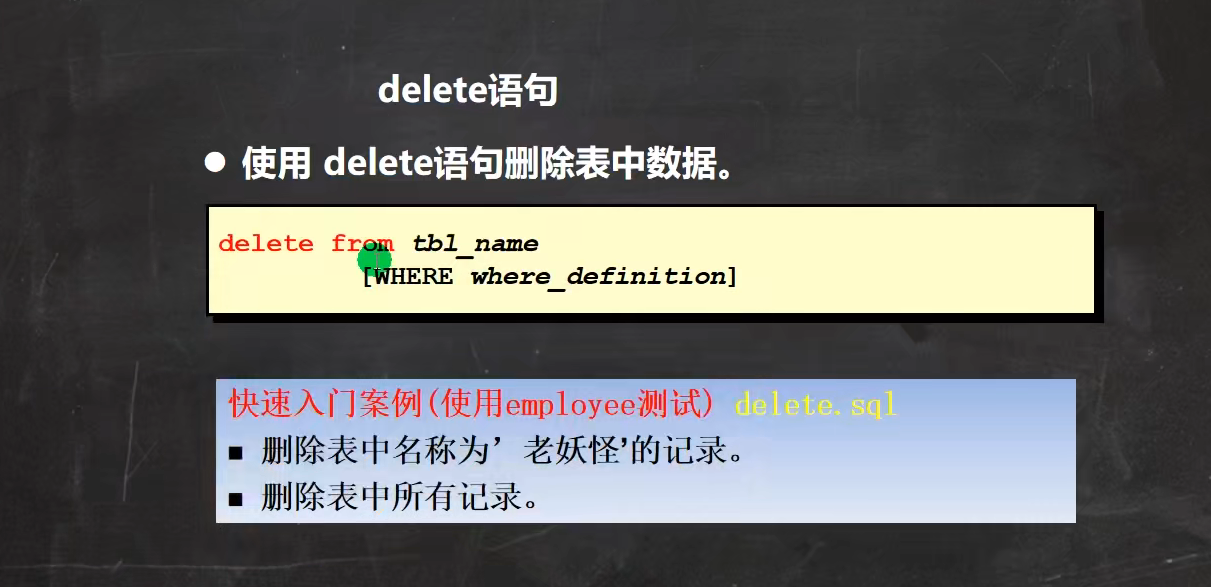 delete语句
● 使用 delete语句删除表中数据。
delete from tbl_name
[WHERE where_definition]
快速入门案例(使用employee测试) delete.sql
■ 删除表中名称为’老妖怪'的记录。
■ 删除表中所有记录。